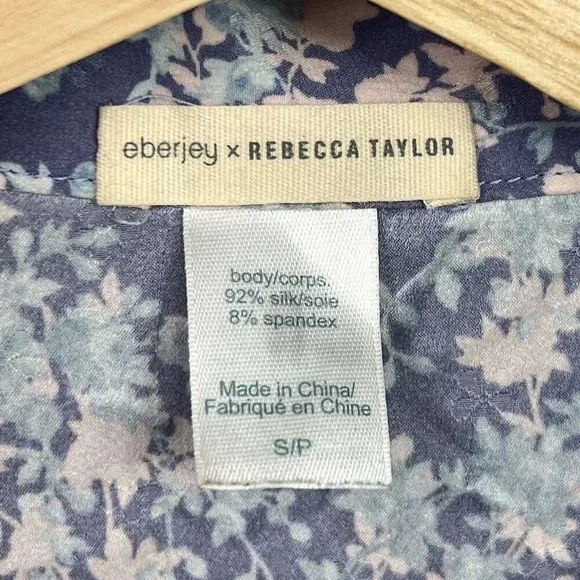 eberjey × REBECCA TAYLOR
body/corps:
92% silk/soie
8% spandex
Made in China/
Fabriqué en Chine
S/P